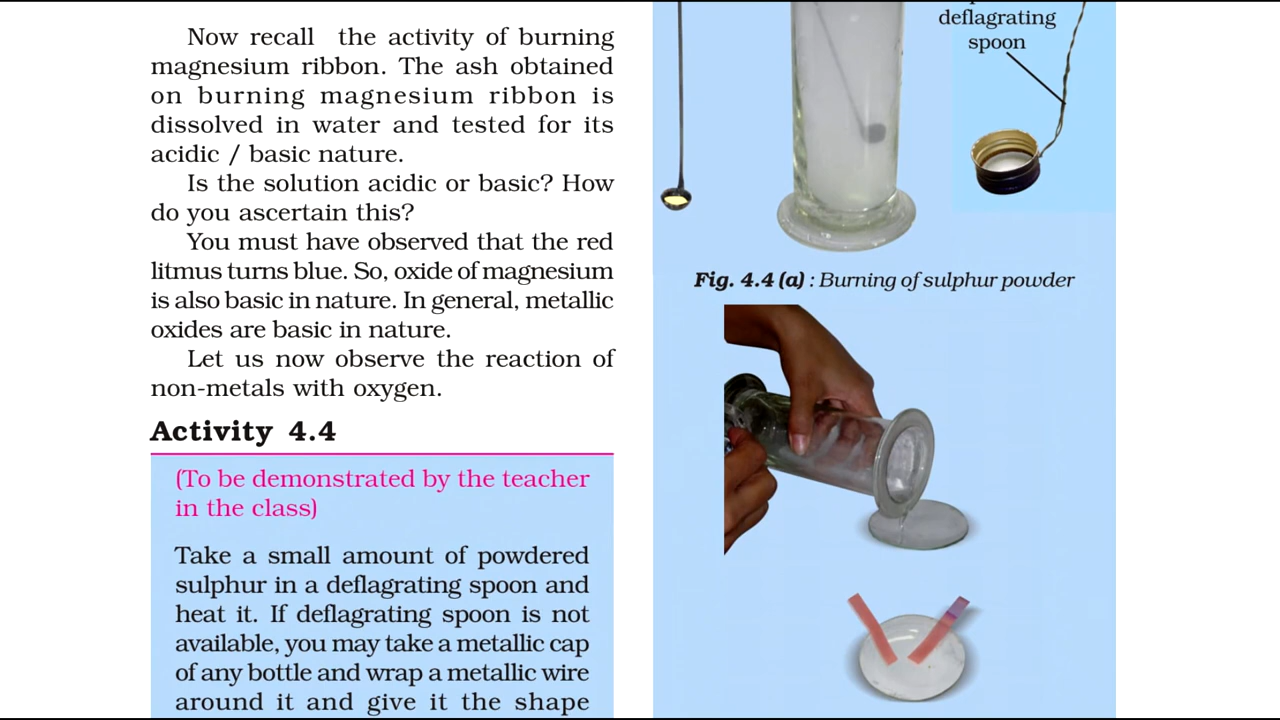 Now recall the activity of burning
magnesium ribbon. The ash obtained
on burning magnesium ribbon is
dissolved in water and tested for its
acidic / basic nature.
Is the solution acidic or basic? How
do you ascertain this?
You must have observed that the red
litmus turns blue. So, oxide of magnesium
is also basic in nature. In general, metallic
oxides are basic in nature.
Let us now observe the reaction of
non-metals with oxygen.
Activity 4.4
(To be demonstrated by the teacher
in the class)
Take a small amount of powdered
sulphur in a deflagrating spoon and
heat it. If deflagrating spoon is not
available, you may take a metallic cap
of any bottle and wrap a metallic wire
around it and give it the shape
deflagrating
spoon
Fig. 4.4 (a) : Burning of sulphur powder